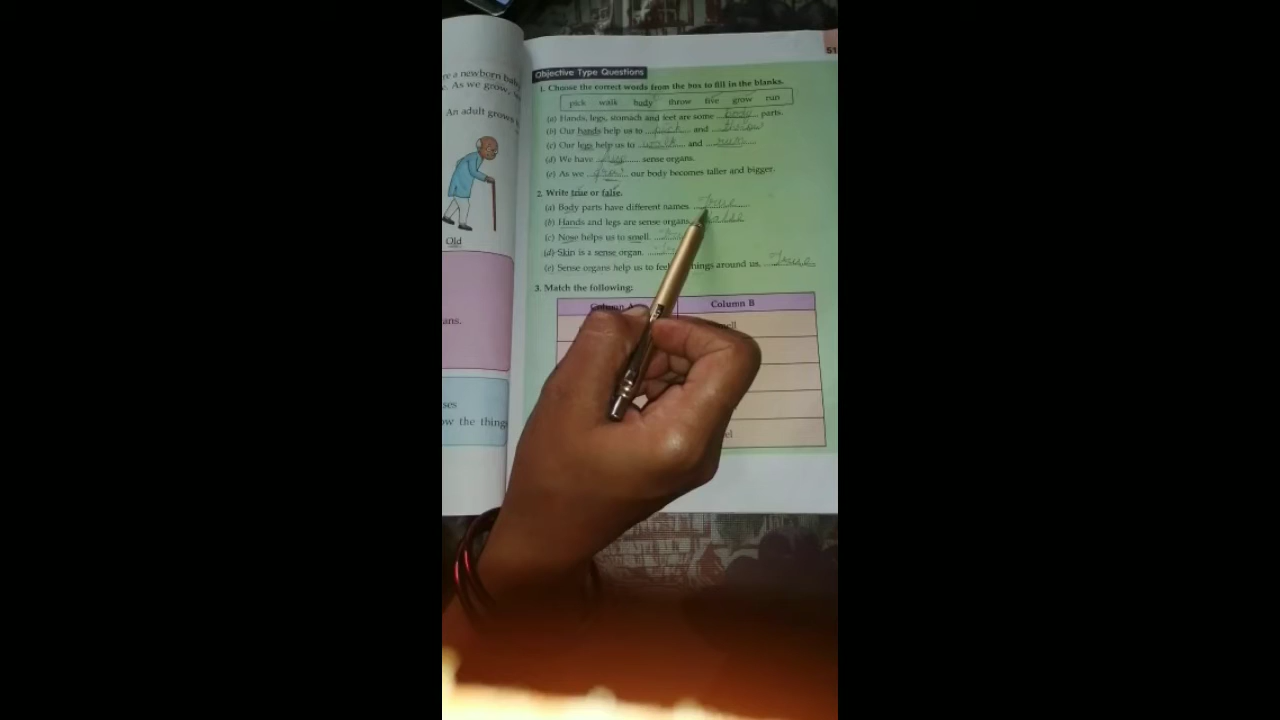 re a newborn baby
. As we grow,
An adult grows
Old
ans.
ses
ow the things
51
Objective Type Questions
1. Choose the correct words from the box to fill in the blanks.
pick walk body throw five grow run
(a) Hands, legs, stomach and feet are some body parts.
(b) Our hands help us to pick and throw
(c) Our legs help us to walk and run
(d) We have five sense organs.
(e) As we grow our body becomes taller and bigger.
2. Write true or false.
(a) Body parts have different names. True
(b) Hands and legs are sense organs. False
(c) Nose helps us to smell.
(d) Skin is a sense organ.
(e) Sense organs help us to feel things around us. True
3. Match the following:
Column A Column B